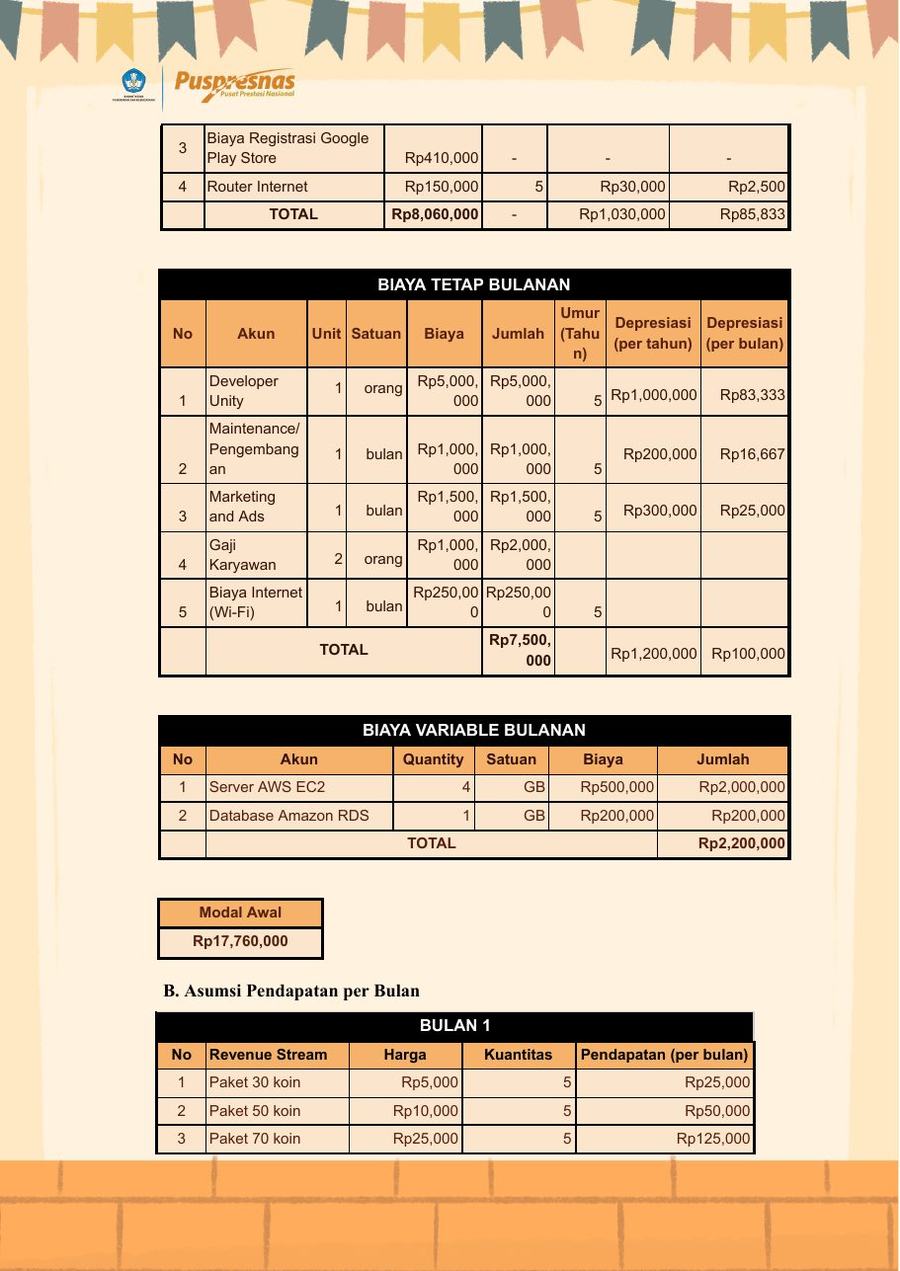 Puspresnas
Pusat Prestasi Nasional
3 Biaya Registrasi Google Play Store Rp410,000 - - -
4 Router Internet Rp150,000 5 Rp30,000 Rp2,500
TOTAL Rp8,060,000 - Rp1,030,000 Rp85,833
BIAYA TETAP BULANAN
No Akun Unit Satuan Biaya Jumlah Umur (Tahun) Depresiasi (per tahun) Depresiasi (per bulan)
1 Developer Unity 1 orang Rp5,000,000 Rp5,000,000 5 Rp1,000,000 Rp83,333
2 Maintenance/Pengembangan 1 bulan Rp1,000,000 Rp1,000,000 5 Rp200,000 Rp16,667
3 Marketing and Ads 1 bulan Rp1,500,000 Rp1,500,000 5 Rp300,000 Rp25,000
4 Gaji Karyawan 2 orang Rp1,000,000 Rp2,000,000
5 Biaya Internet (Wi-Fi) 1 bulan Rp250,000 Rp250,000 5
TOTAL Rp7,500,000 Rp1,200,000 Rp100,000
BIAYA VARIABLE BULANAN
No Akun Quantity Satuan Biaya Jumlah
1 Server AWS EC2 4 GB Rp500,000 Rp2,000,000
2 Database Amazon RDS 1 GB Rp200,000 Rp200,000
TOTAL Rp2,200,000
Modal Awal
Rp17,760,000
B. Asumsi Pendapatan per Bulan
BULAN 1
No Revenue Stream Harga Kuantitas Pendapatan (per bulan)
1 Paket 30 koin Rp5,000 5 Rp25,000
2 Paket 50 koin Rp10,000 5 Rp50,000
3 Paket 70 koin Rp25,000 5 Rp125,000